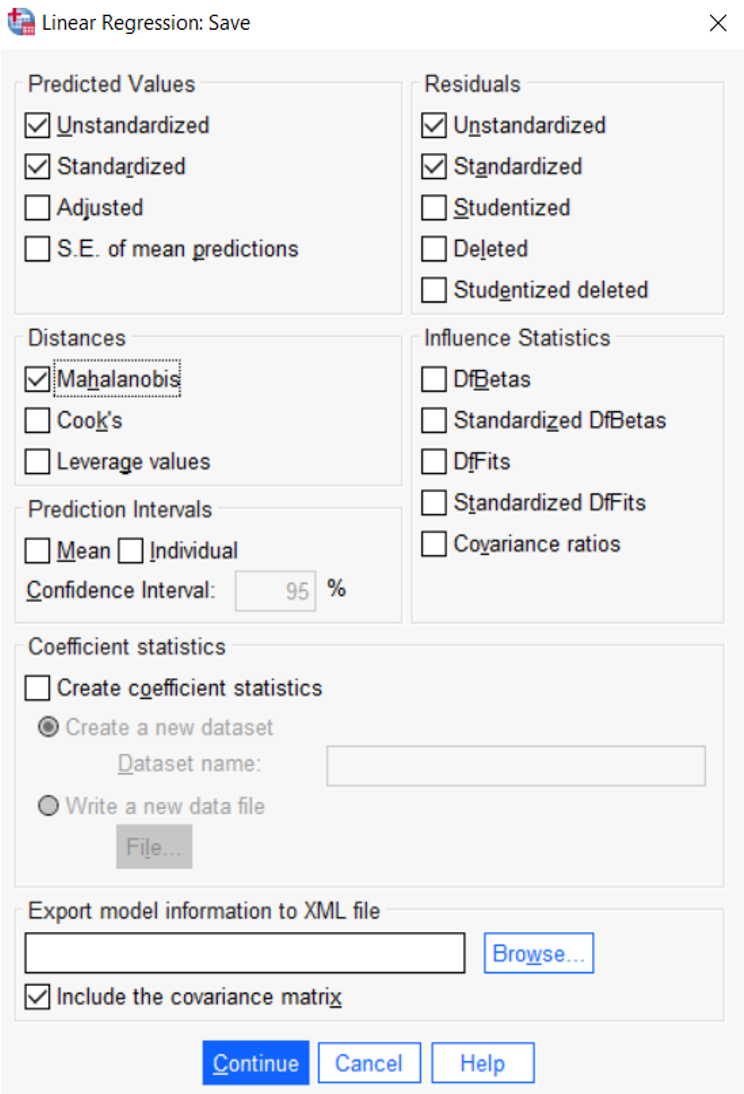 Linear Regression: Save
Predicted Values
Unstandardized
Standardized
Adjusted
S.E. of mean predictions
Residuals
Unstandardized
Standardized
Studentized
Deleted
Studentized deleted
Distances
Mahalanobis
Cook's
Leverage values
Influence Statistics
DfBetas
Standardized DfBetas
DfFits
Standardized DfFits
Covariance ratios
Prediction Intervals
Mean Individual
Confidence Interval: 95 %
Coefficient statistics
Create coefficient statistics
Create a new dataset
Dataset name:
Write a new data file
File...
Export model information to XML file
Browse...
Include the covariance matrix
Continue Cancel Help